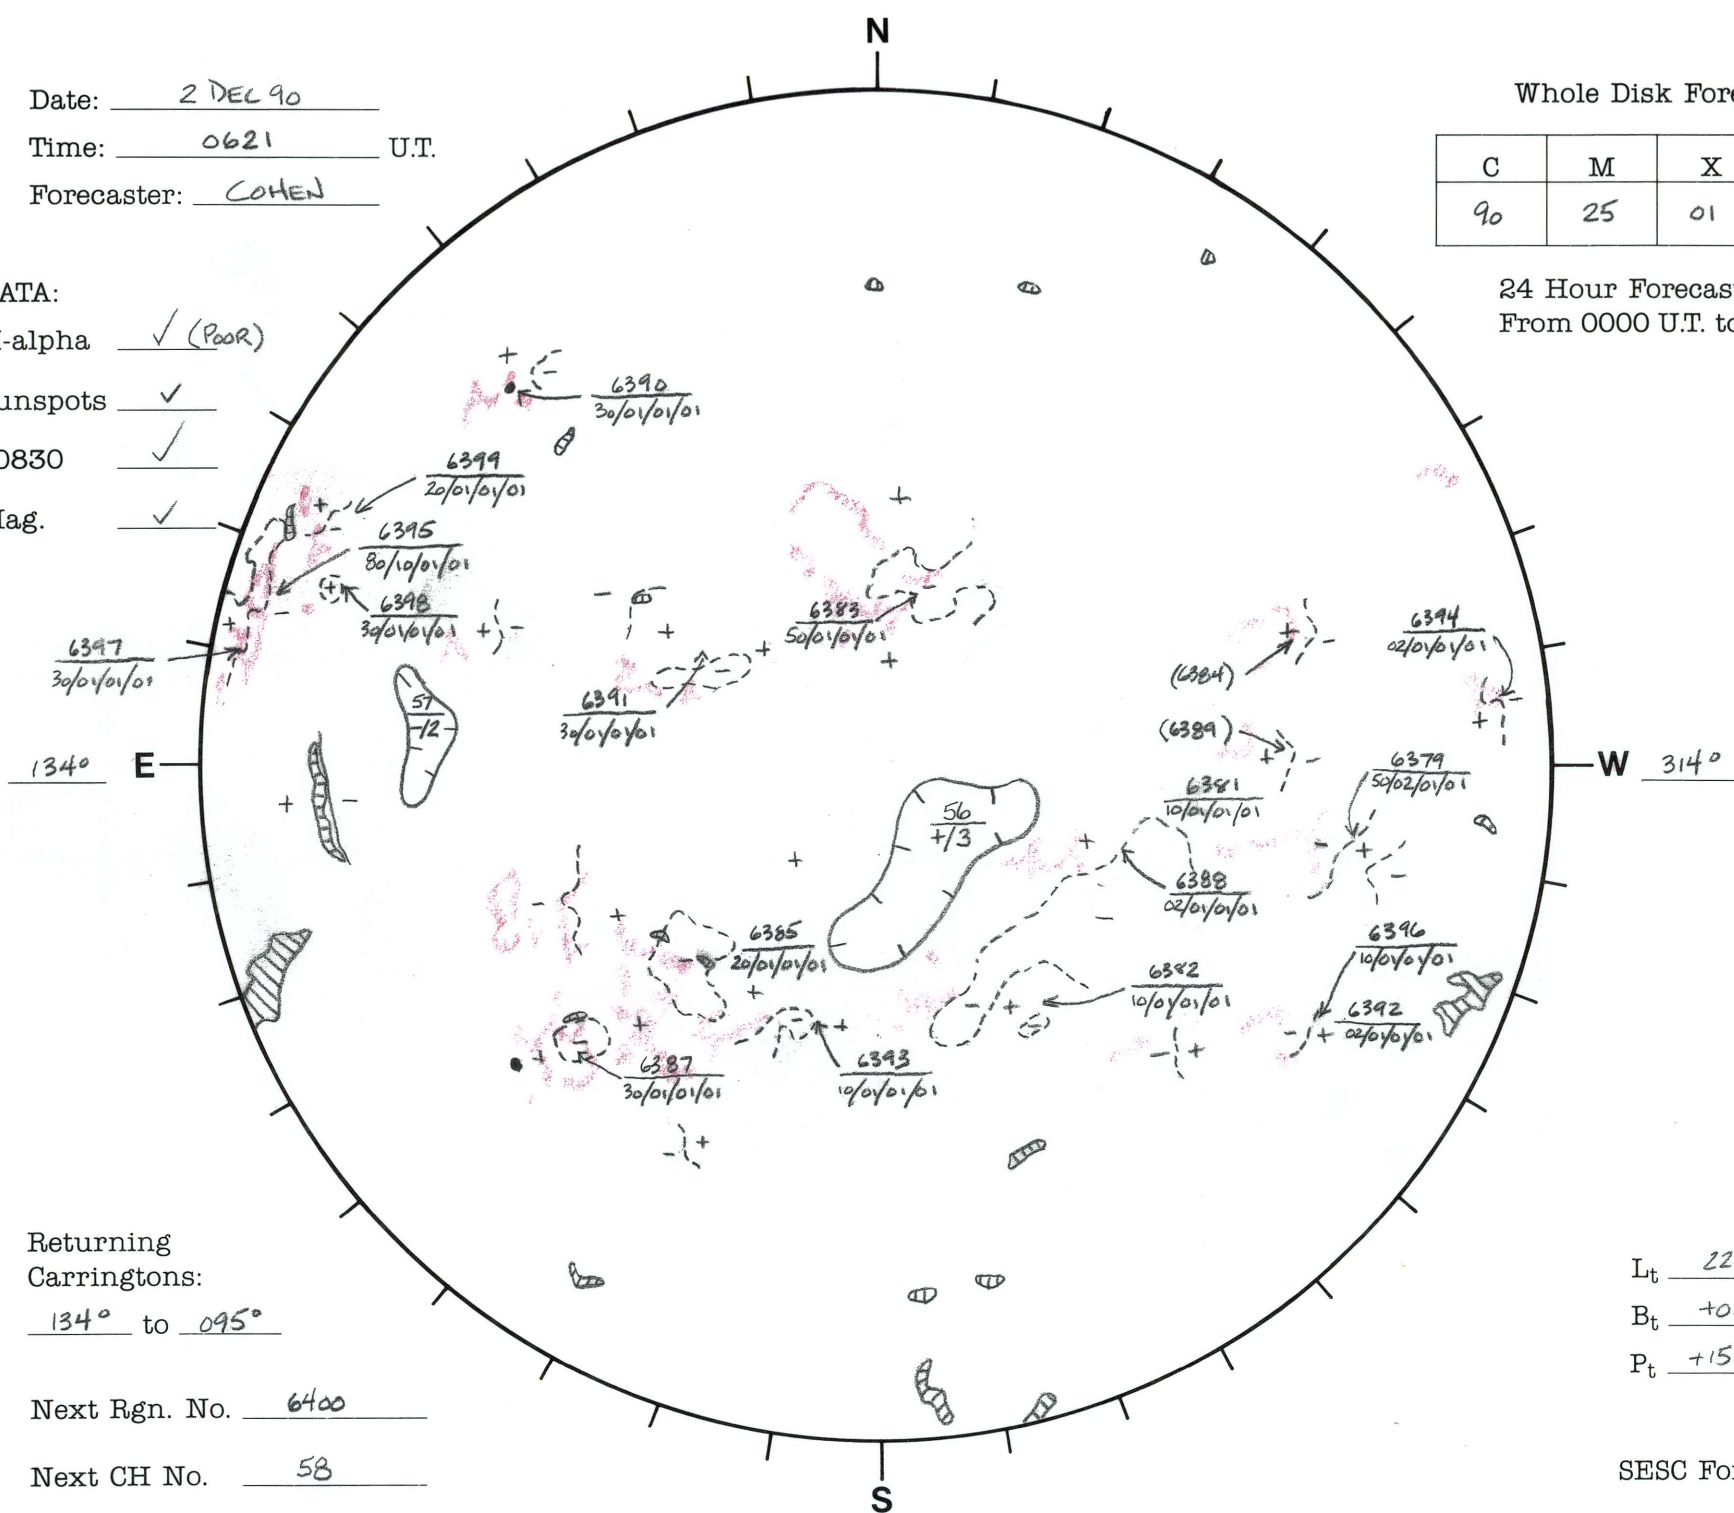 N
Date: 2 DEC 90
Time: 0621 U.T.
Forecaster: COHEN
Whole Disk Fore
C M X
90 25 01
24 Hour Forecas
From 0000 U.T. to
ATA:
-alpha ✓ (POOR)
unspots ✓
0830 ✓
ag. ✓
6390
30/01/01/01
6399
20/01/01/01
6395
80/10/01/01
6398
30/01/01/01
6397
30/01/01/01
6383
50/01/01/01
6391
30/01/01/01
6394
02/01/01/01
(6384)
(6389)
57
-/2
134° E
W 314°
6379
50/02/01/01
6381
10/01/01/01
56
+/3
6388
02/01/01/01
6385
20/01/01/01
6396
10/01/01/01
6382
10/01/01/01
6392
02/01/01/01
6387
30/01/01/01
6393
10/01/01/01
Returning
Carringtons:
134° to 095°
Next Rgn. No. 6400
Next CH No. 58
Lt 22
Bt +0
Pt +15
SESC For
S